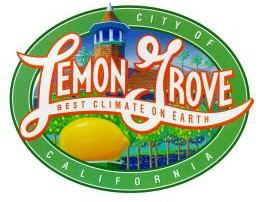 CITY OF
LEMON GROVE
BEST CLIMATE ON EARTH
CALIFORNIA